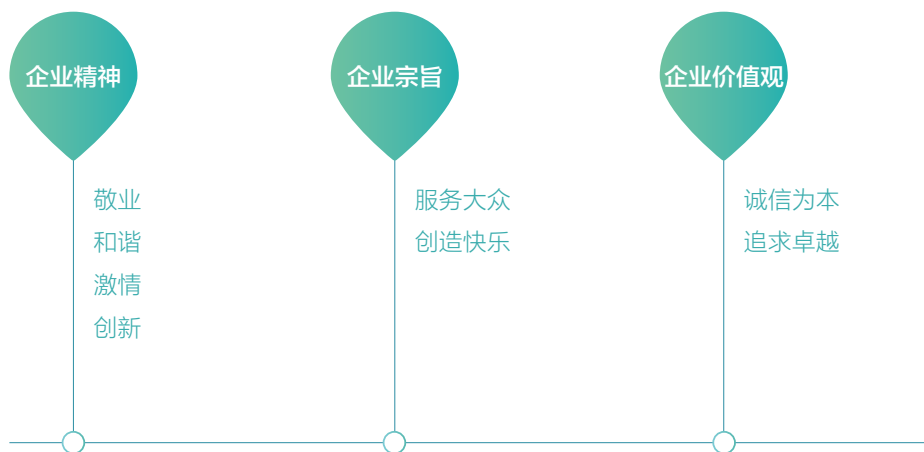 企业精神
敬业
和谐
激情
创新
企业宗旨
服务大众
创造快乐
企业价值观
诚信为本
追求卓越